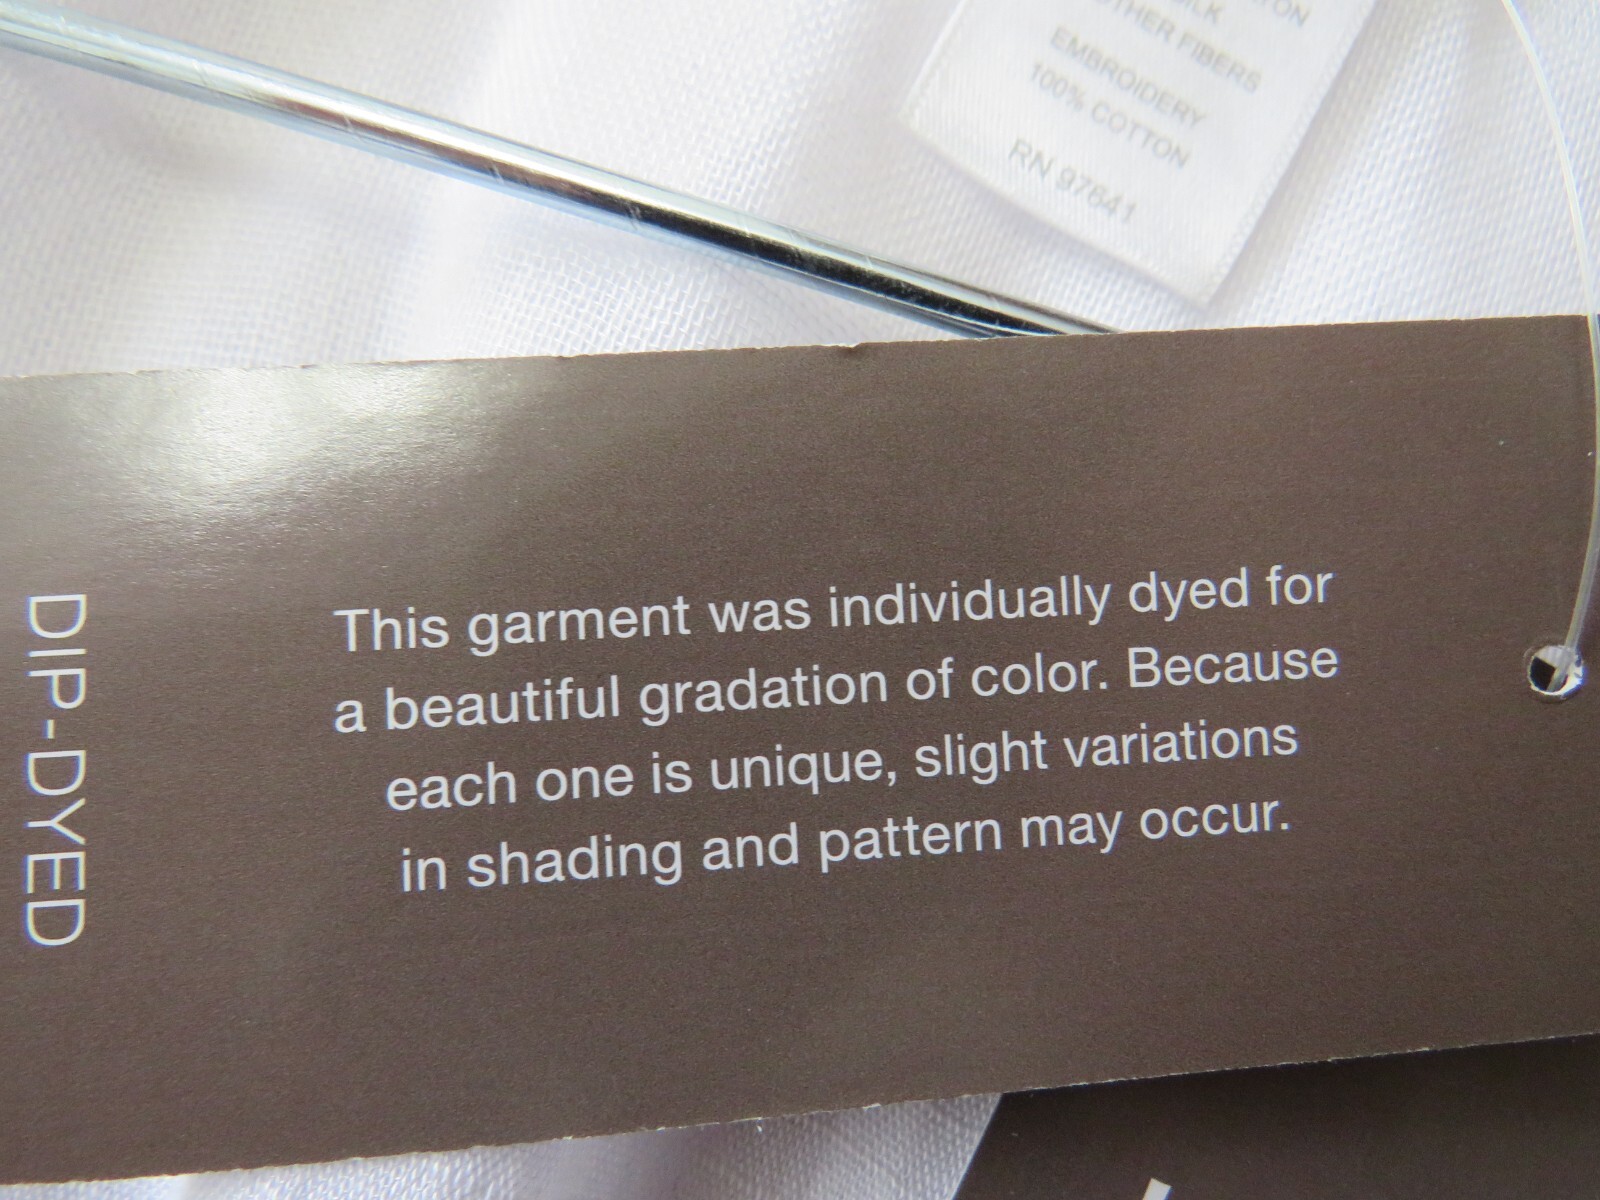 FIBERS
EMBROIDERY
100% COTTON
RN 97641
DIP-DYED
This garment was individually dyed for
a beautiful gradation of color. Because
each one is unique, slight variations
in shading and pattern may occur.